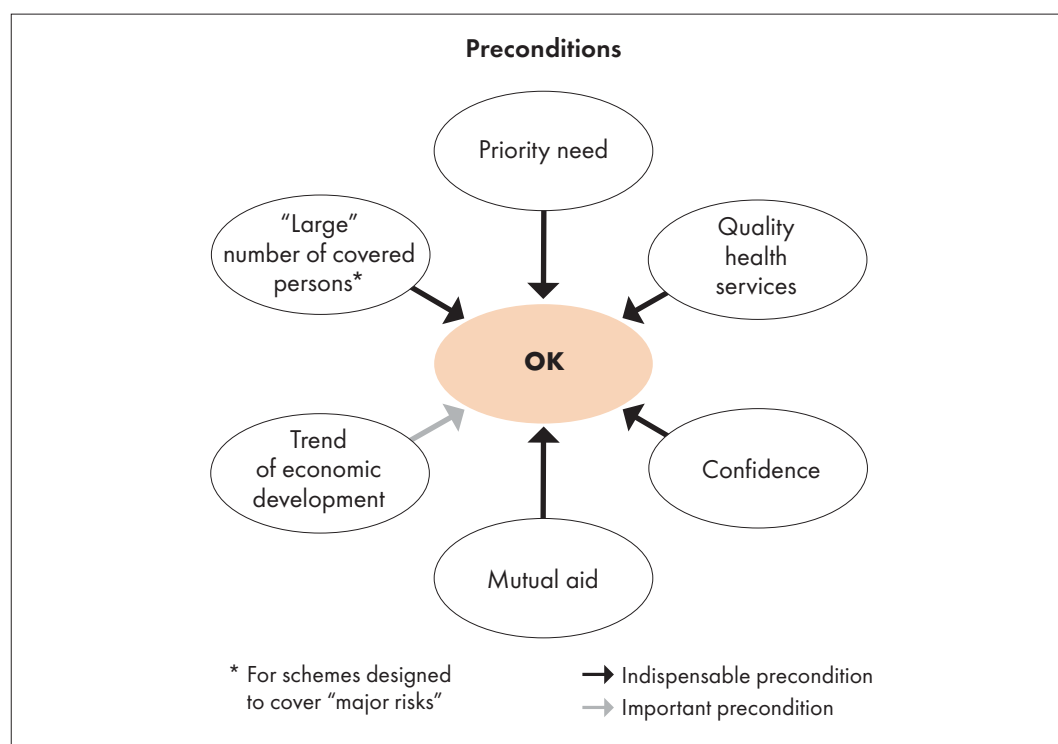 Preconditions
Priority need
“Large”
number of covered
persons*
Quality
health
services
OK
Trend
of economic
development
Confidence
Mutual aid
* For schemes designed
to cover “major risks”
Indispensable precondition
Important precondition